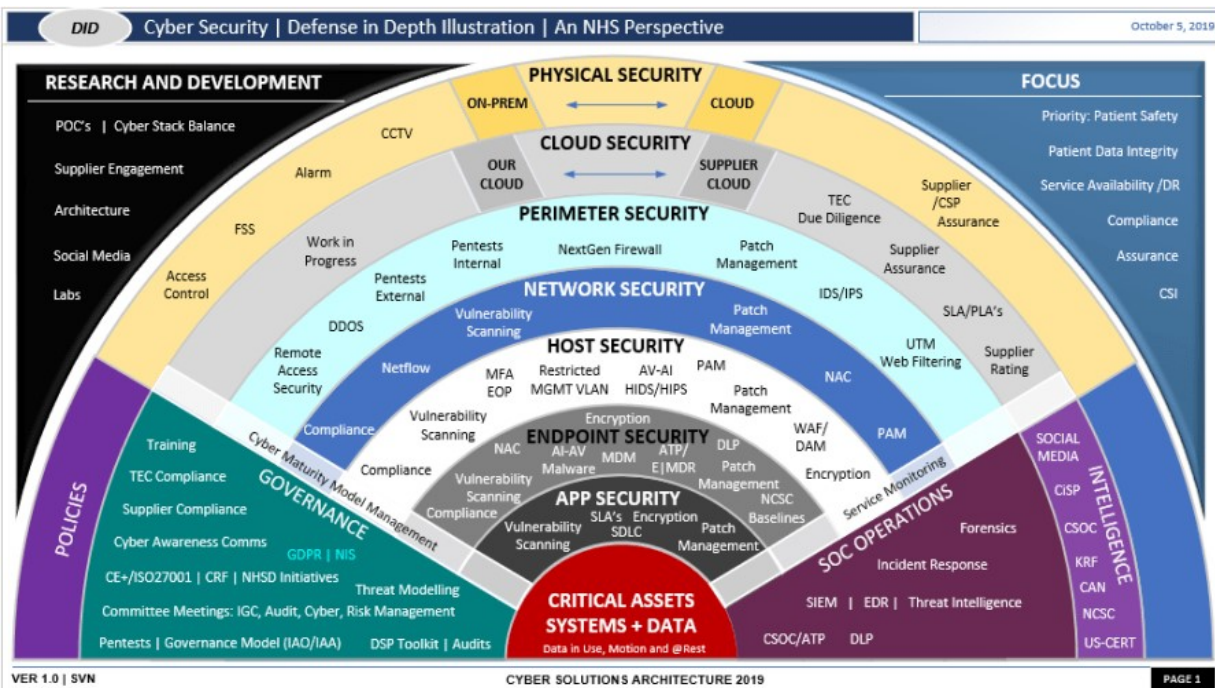 DID
Cyber Security | Defense in Depth Illustration | An NHS Perspective
October 5, 2019
RESEARCH AND DEVELOPMENT
POC's | Cyber Stack Balance
Supplier Engagement
Architecture
Social Media
Labs
FOCUS
Priority: Patient Safety
Patient Data Integrity
Service Availability /DR
Compliance
Assurance
CSI
PHYSICAL SECURITY
ON-PREM
CLOUD
CCTV
Alarm
FSS
Access
Control
Supplier
/CSP
Assurance
CLOUD SECURITY
OUR
CLOUD
SUPPLIER
CLOUD
Work in
Progress
TEC
Due Diligence
Supplier
Assurance
SLA/PLA's
Supplier
Rating
PERIMETER SECURITY
Pentests
Internal
NextGen Firewall
Patch
Management
Pentests
External
IDS/IPS
DDOS
Remote
Access
Security
UTM
Web Filtering
NETWORK SECURITY
Vulnerability
Scanning
Patch
Management
Netflow
NAC
Compliance
PAM
HOST SECURITY
MFA
EOP
Restricted
MGMT VLAN
AV-AI
HIDS/HIPS
PAM
Patch
Management
Vulnerability
Scanning
WAF/
DAM
Compliance
Encryption
Encryption
ENDPOINT SECURITY
NAC
AI-AV
Malware
MDM
ATP/
E|MDR
DLP
Patch
Management
Vulnerability
Scanning
Compliance
NCSC
Baselines
APP SECURITY
SLA's
Encryption
SDLC
Vulnerability
Scanning
Patch
Management
CRITICAL ASSETS
SYSTEMS + DATA
Data in Use, Motion and @Rest
Cyber Maturity Model Management
Service Monitoring
POLICIES
GOVERNANCE
Training
TEC Compliance
Supplier Compliance
Cyber Awareness Comms
GDPR | NIS
CE+/ISO27001 | CRF | NHSD Initiatives
Threat Modelling
Committee Meetings: IGC, Audit, Cyber, Risk Management
Pentests | Governance Model (IAO/IAA)
DSP Toolkit | Audits
SOC OPERATIONS
Forensics
Incident Response
SIEM | EDR | Threat Intelligence
CSOC/ATP
DLP
INTELLIGENCE
SOCIAL
MEDIA
CiSP
CSOC
KRF
CAN
NCSC
US-CERT
VER 1.0 | SVN
CYBER SOLUTIONS ARCHITECTURE 2019
PAGE 1